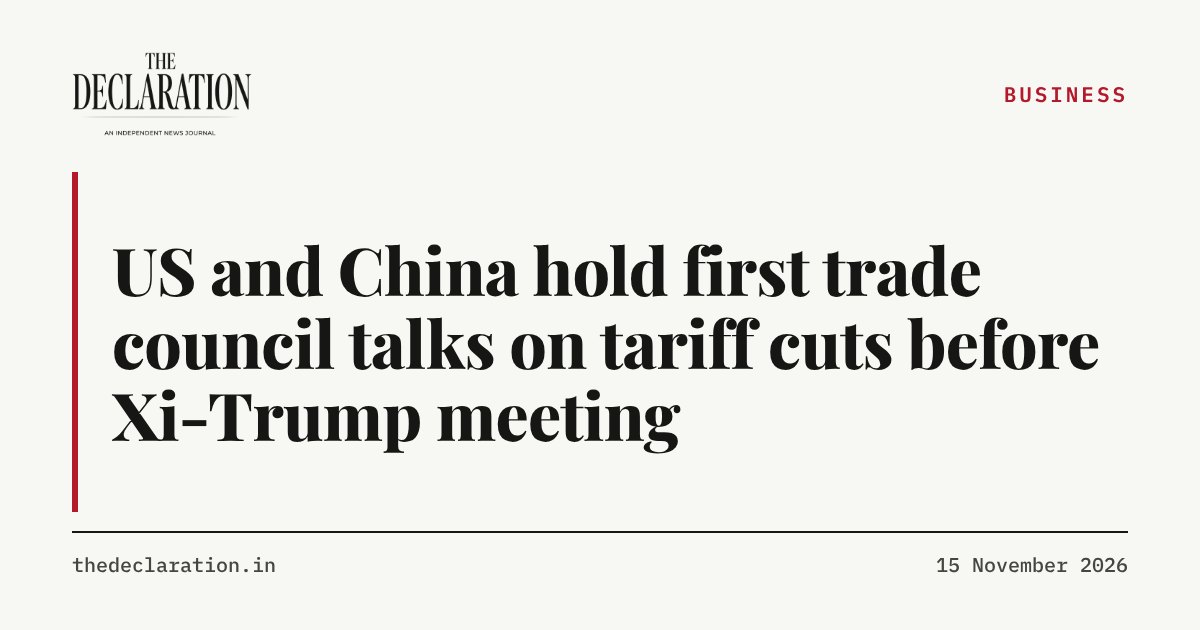 THE
DECLARATION
AN INDEPENDENT NEWS JOURNAL
BUSINESS
US and China hold first trade
council talks on tariff cuts before
Xi-Trump meeting
thedeclaration.in
15 November 2026